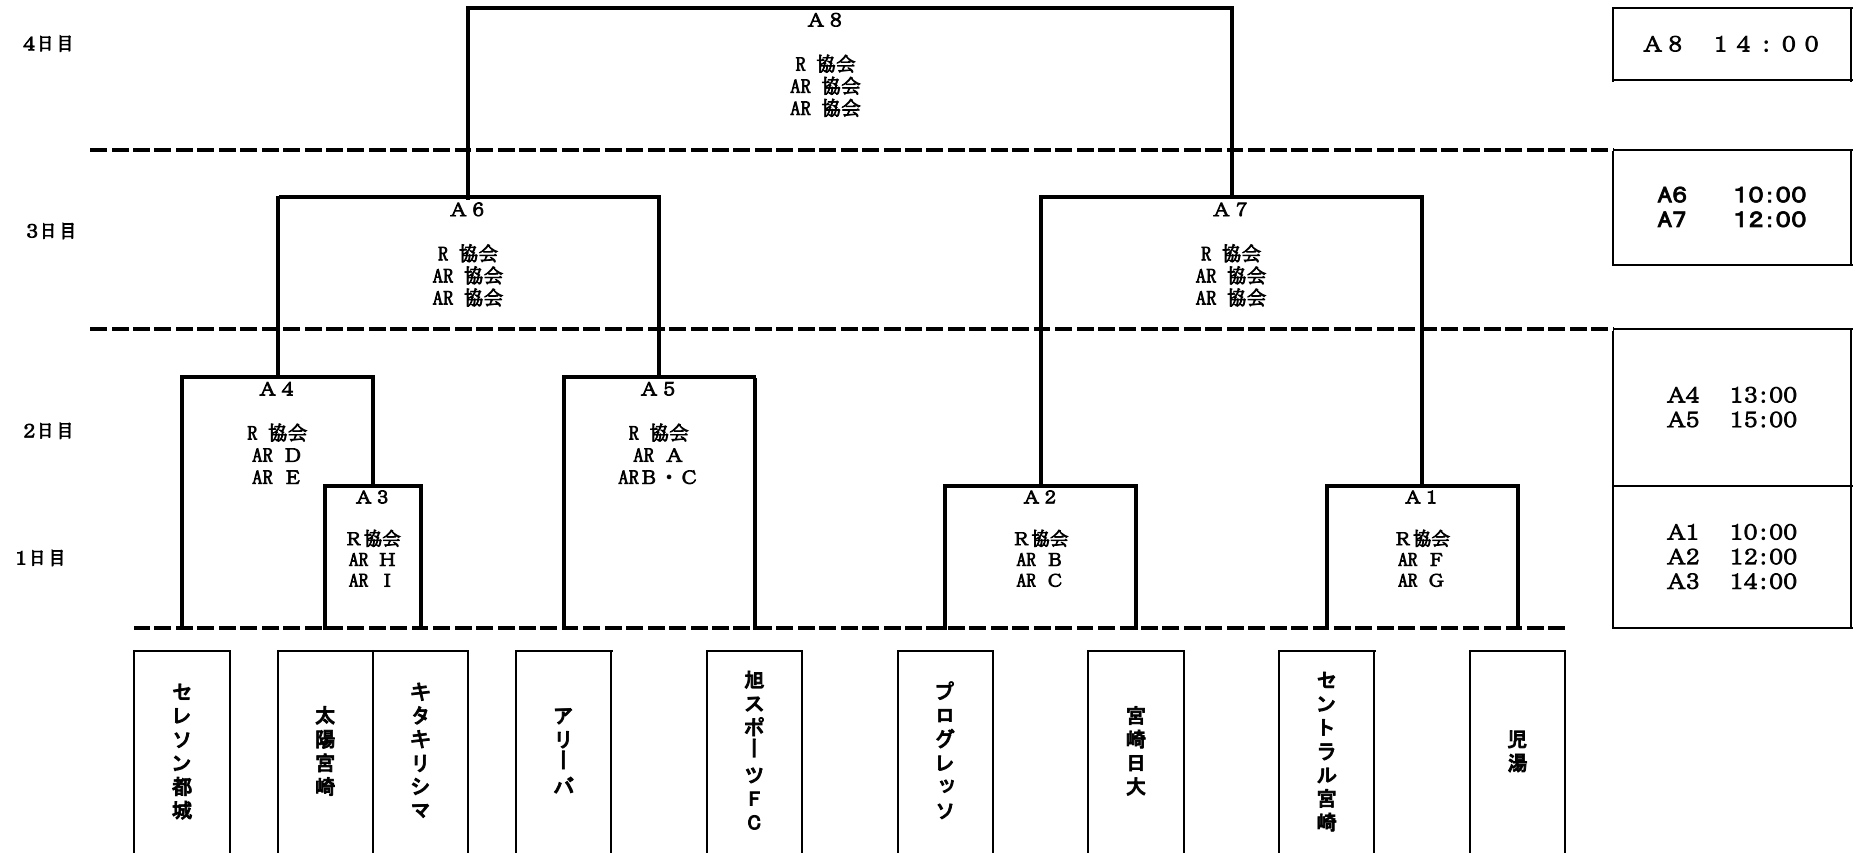 Ａ８
4日目
Ａ８　１４：００
R 協会
AR 協会
AR 協会
A6　10:00
A7　12:00
3日目
Ａ６
R 協会
AR 協会
AR 協会
Ａ７
R 協会
AR 協会
AR 協会
2日目
Ａ４
R 協会
AR Ｄ
AR Ｅ
Ａ５
R 協会
AR Ａ
ARＢ・Ｃ
A4　13:00
A5　15:00
1日目
Ａ３
Ｒ協会
AR Ｈ
AR Ｉ
Ａ２
Ｒ協会
AR Ｂ
AR Ｃ
Ａ１
Ｒ協会
AR Ｆ
AR Ｇ
A1　10:00
A2　12:00
A3　14:00
セレソン都城
太陽宮崎
キタキリシマ
アリーバ
旭スポーツＦＣ
プログレッソ
宮崎日大
セントラル宮崎
児湯